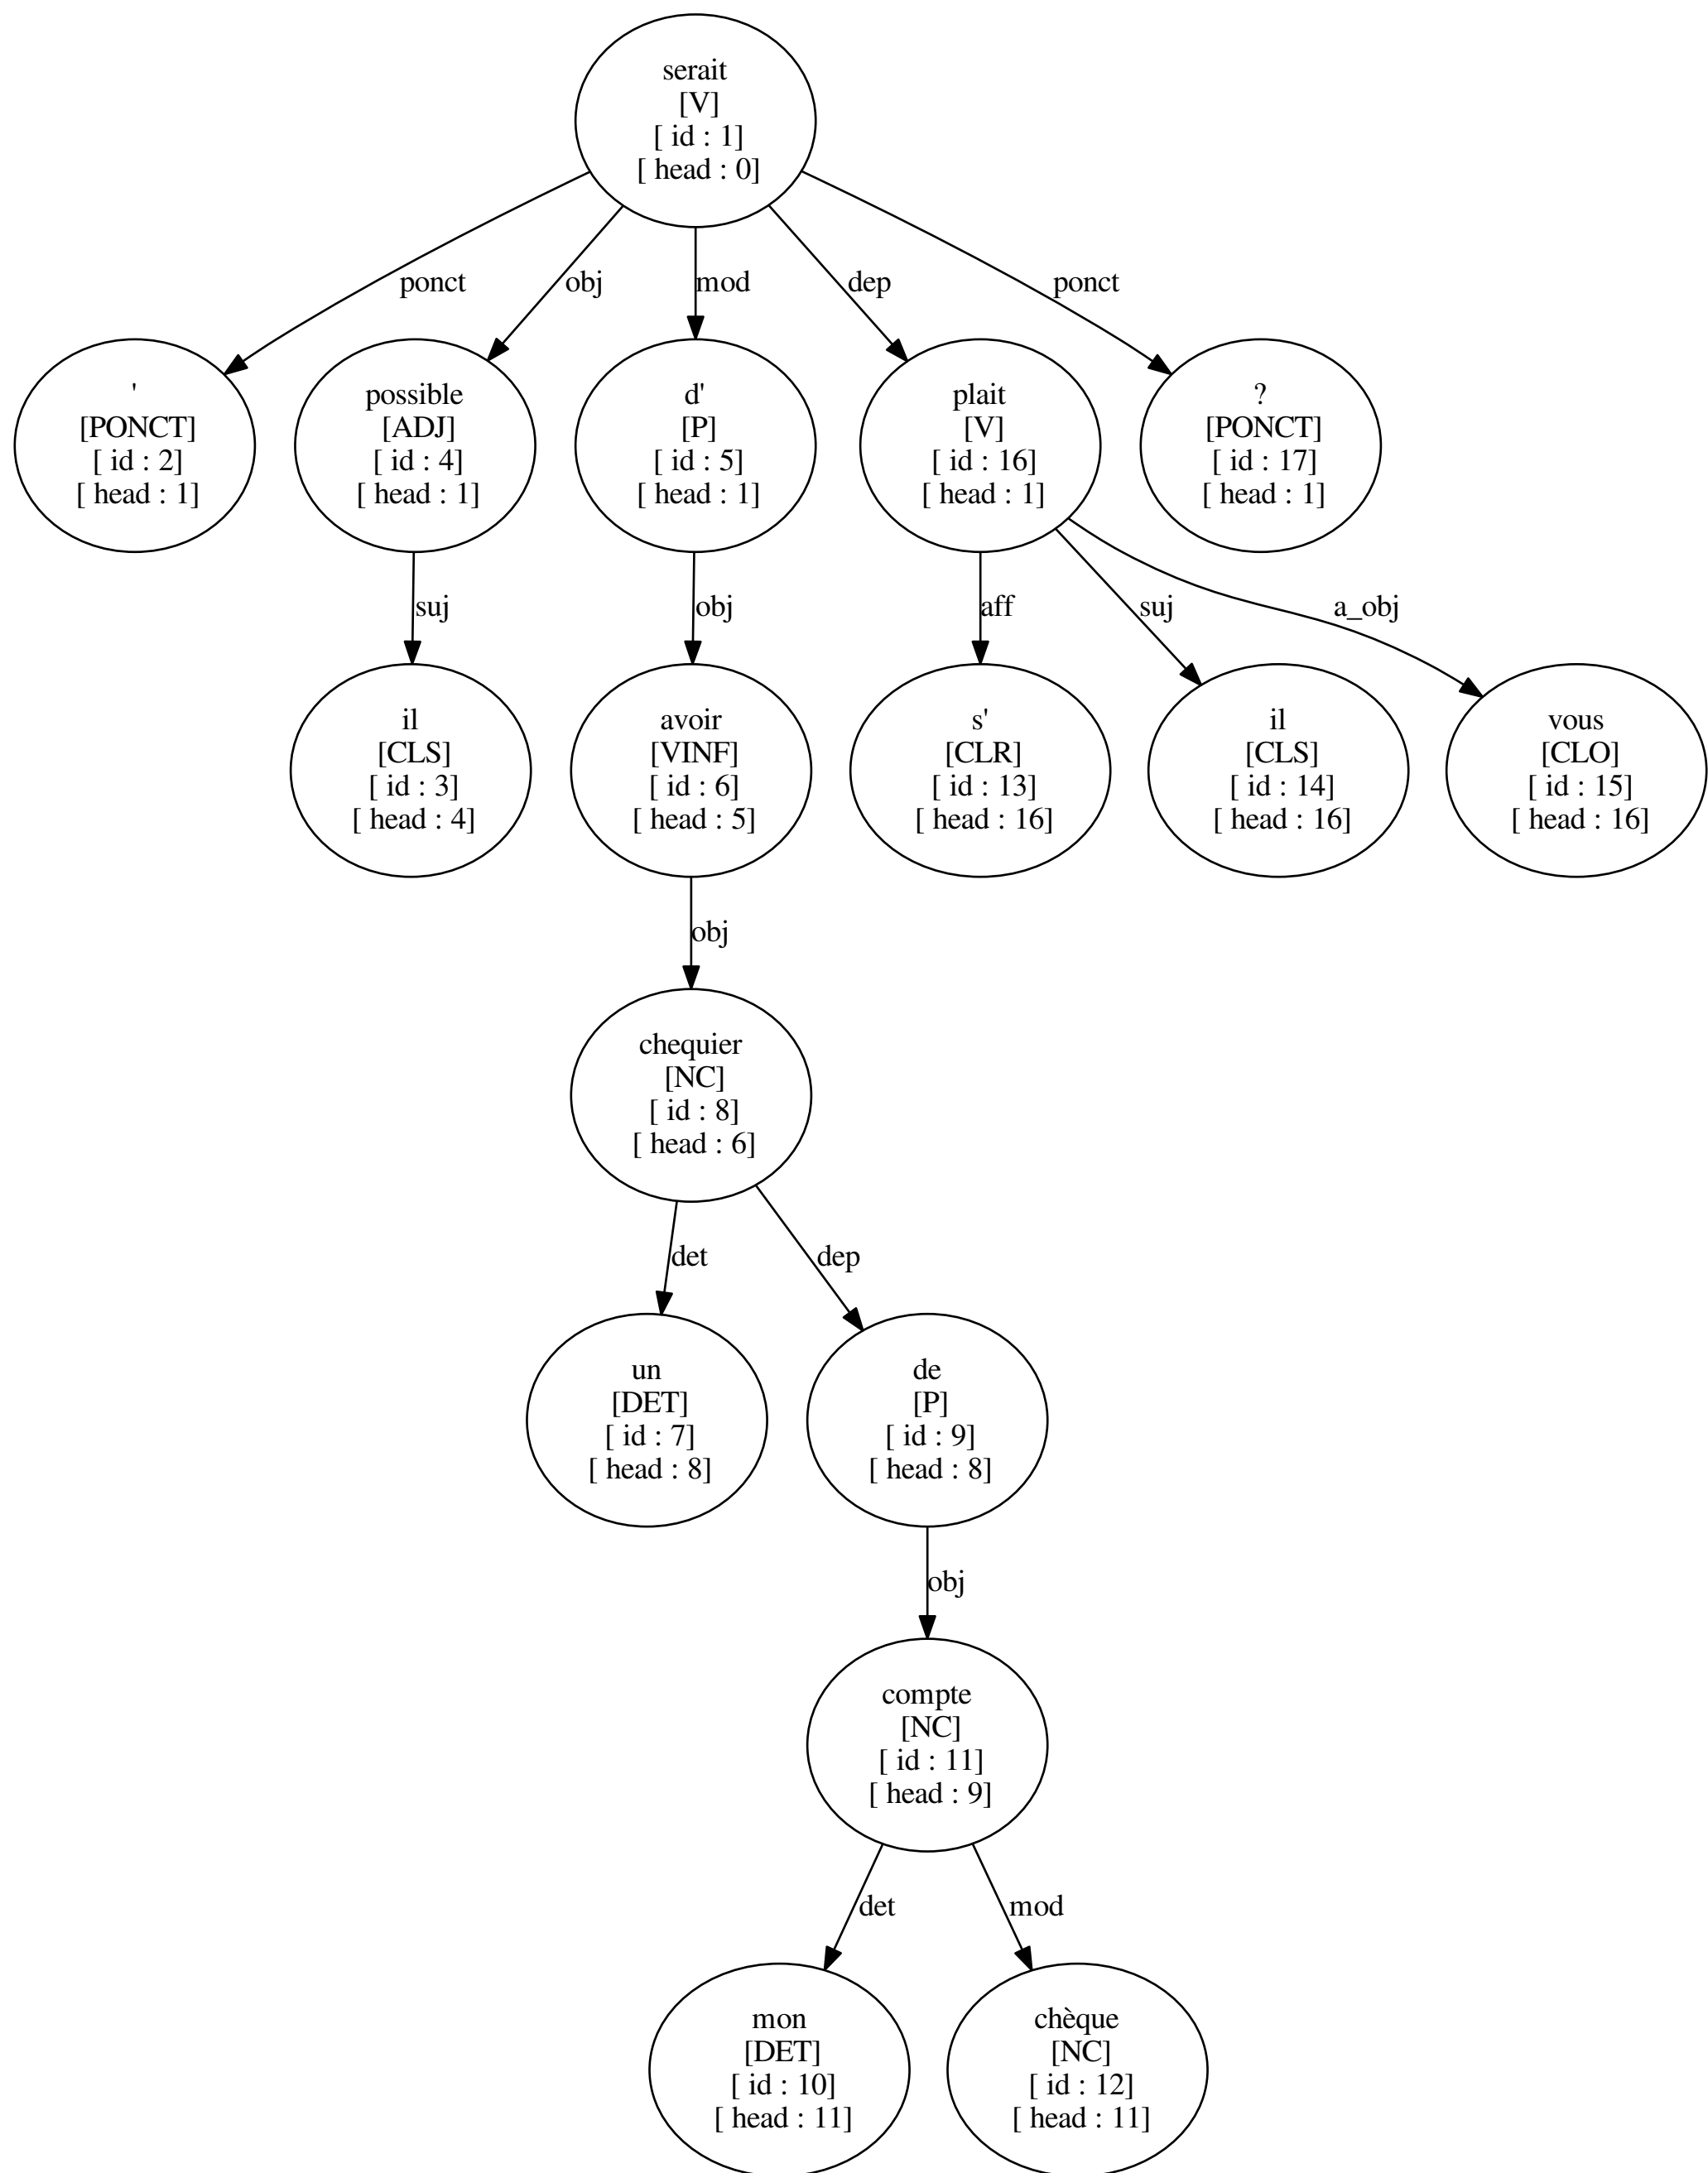 serait
[V]
[ id : 1]
[ head : 0]
ponct
obj
mod
dep
ponct
'
[PONCT]
[ id : 2]
[ head : 1]
possible
[ADJ]
[ id : 4]
[ head : 1]
d'
[P]
[ id : 5]
[ head : 1]
plait
[V]
[ id : 16]
[ head : 1]
?
[PONCT]
[ id : 17]
[ head : 1]
suj
obj
aff
suj
a_obj
il
[CLS]
[ id : 3]
[ head : 4]
avoir
[VINF]
[ id : 6]
[ head : 5]
s'
[CLR]
[ id : 13]
[ head : 16]
il
[CLS]
[ id : 14]
[ head : 16]
vous
[CLO]
[ id : 15]
[ head : 16]
obj
chequier
[NC]
[ id : 8]
[ head : 6]
det
dep
un
[DET]
[ id : 7]
[ head : 8]
de
[P]
[ id : 9]
[ head : 8]
obj
compte
[NC]
[ id : 11]
[ head : 9]
det
mod
mon
[DET]
[ id : 10]
[ head : 11]
chèque
[NC]
[ id : 12]
[ head : 11]